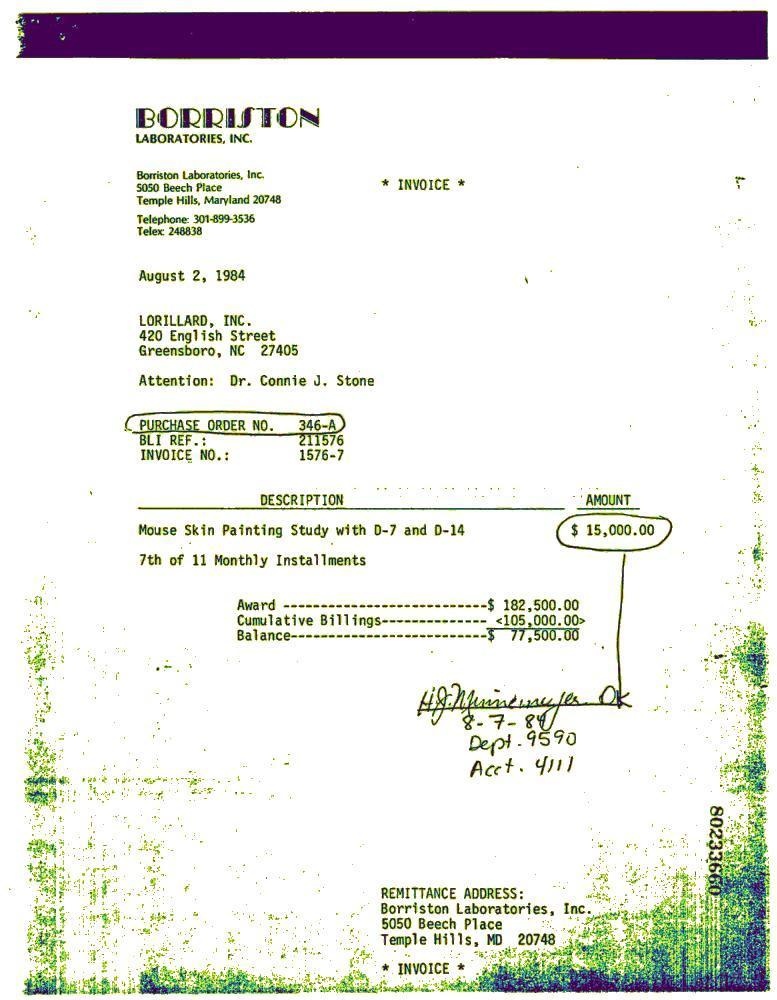 BORRISTON
LABORATORIES, INC.
Borriston Laboratories, Inc.
5050 Beech Place
Temple Hills, Maryland 20748
Telephone: 301-899-3536
Telex: 248838
* INVOICE *
August 2, 1984
LORILLARD, INC.
420 English Street
Greensboro, NC 27405
Attention: Dr. Connie J. Stone
PURCHASE ORDER NO. 346-A
BLI REF.: 211576
INVOICE NO.: 1576-7
DESCRIPTION AMOUNT
Mouse Skin Painting Study with D-7 and D-14 $ 15,000.00
7th of 11 Monthly Installments
Award ---------------------------$ 182,500.00
Cumulative Billings-------------- <105,000.00>
Balance--------------------------$ 77,500.00
H.J. Minnemeyer OK
8-7-84
Dept. 9590
Acct. 4111
80233660
REMITTANCE ADDRESS:
Borriston Laboratories, Inc.
5050 Beech Place
Temple Hills, MD 20748
* INVOICE *